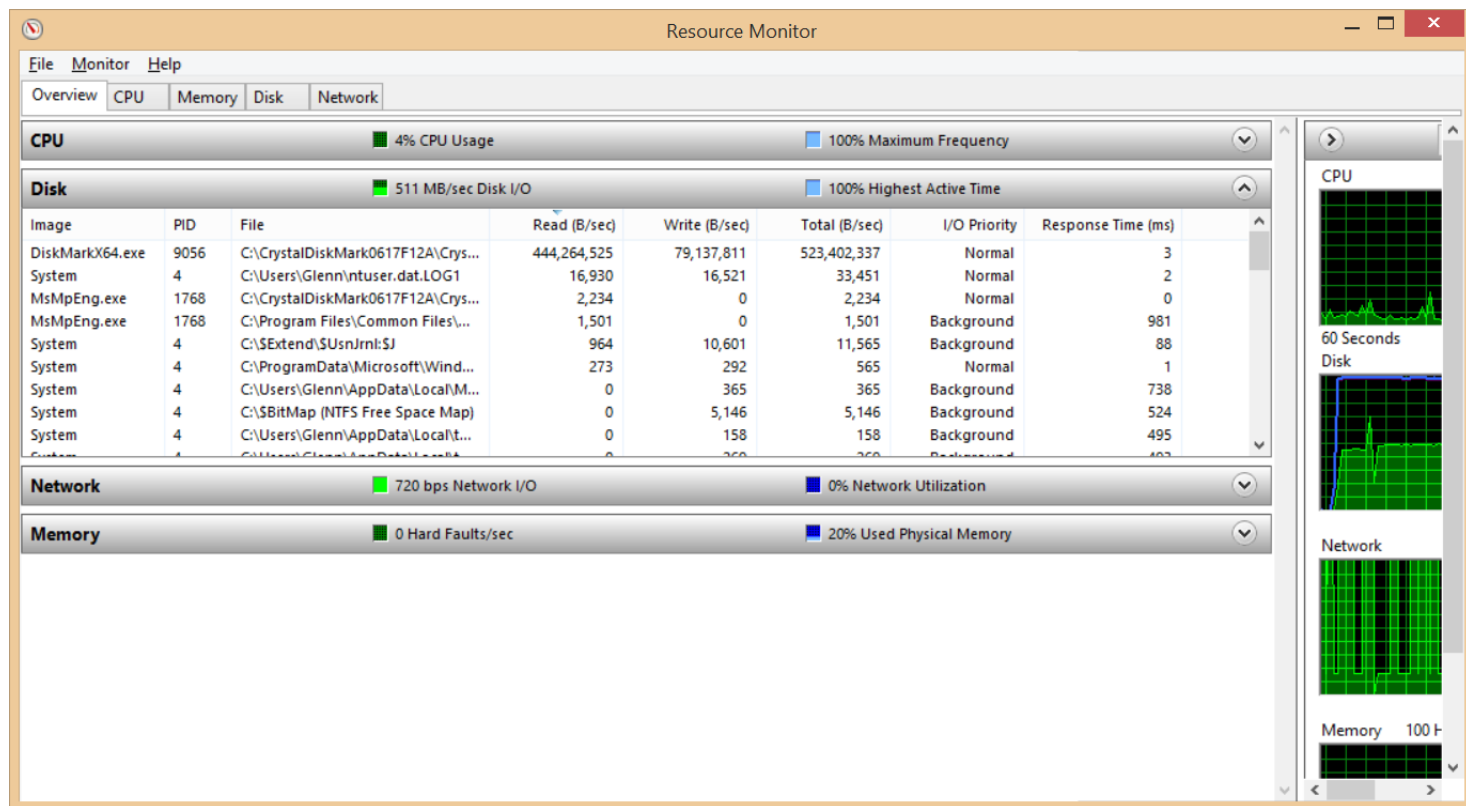 Resource Monitor
File Monitor Help
Overview CPU Memory Disk Network
CPU 4% CPU Usage 100% Maximum Frequency
Disk 511 MB/sec Disk I/O 100% Highest Active Time
Image PID File Read (B/sec) Write (B/sec) Total (B/sec) I/O Priority Response Time (ms)
DiskMarkX64.exe 9056 C:\CrystalDiskMark0617F12A\Crys... 444,264,525 79,137,811 523,402,337 Normal 3
System 4 C:\Users\Glenn\ntuser.dat.LOG1 16,930 16,521 33,451 Normal 2
MsMpEng.exe 1768 C:\CrystalDiskMark0617F12A\Crys... 2,234 0 2,234 Normal 0
MsMpEng.exe 1768 C:\Program Files\Common Files\... 1,501 0 1,501 Background 981
System 4 C:\$Extend\$UsnJrnl:$J 964 10,601 11,565 Background 88
System 4 C:\ProgramData\Microsoft\Wind... 273 292 565 Normal 1
System 4 C:\Users\Glenn\AppData\Local\M... 0 365 365 Background 738
System 4 C:\$BitMap (NTFS Free Space Map) 0 5,146 5,146 Background 524
System 4 C:\Users\Glenn\AppData\Local\t... 0 158 158 Background 495
Network 720 bps Network I/O 0% Network Utilization
Memory 0 Hard Faults/sec 20% Used Physical Memory
CPU
60 Seconds
Disk
Network
Memory 100 H